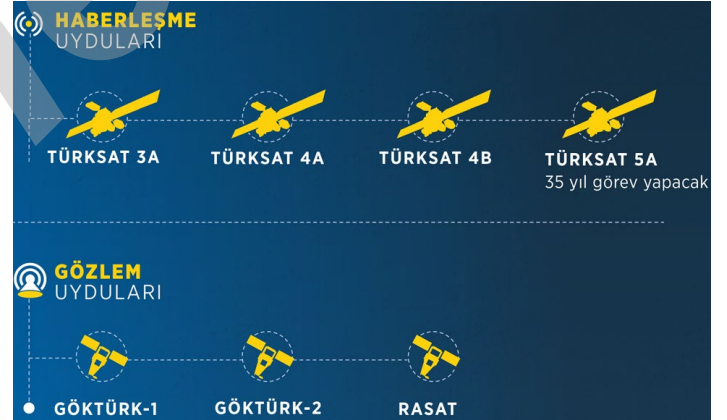 HABERLEŞME
UYDULARI
TÜRKSAT 3A
TÜRKSAT 4A
TÜRKSAT 4B
TÜRKSAT 5A
35 yıl görev yapacak
GÖZLEM
UYDULARI
GÖKTÜRK-1
GÖKTÜRK-2
RASAT